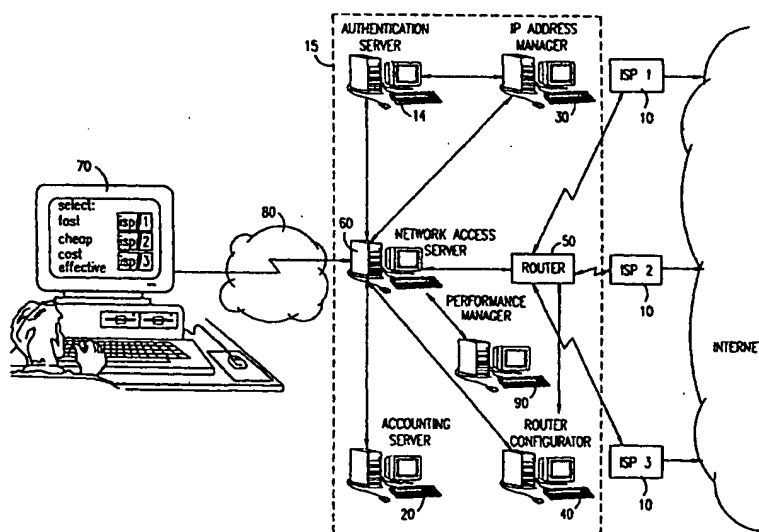 AUTHENTICATION
SERVER
IP ADDRESS
MANAGER
15
14
30
ISP 1
10
70
select:
fast isp 1
cheap isp 2
cost
effective isp 3
80
60
NETWORK ACCESS
SERVER
50
ROUTER
ISP 2
10
PERFORMANCE
MANAGER
90
INTERNET
ACCOUNTING
SERVER
20
ROUTER
CONFIGURATOR
40
ISP 3
10